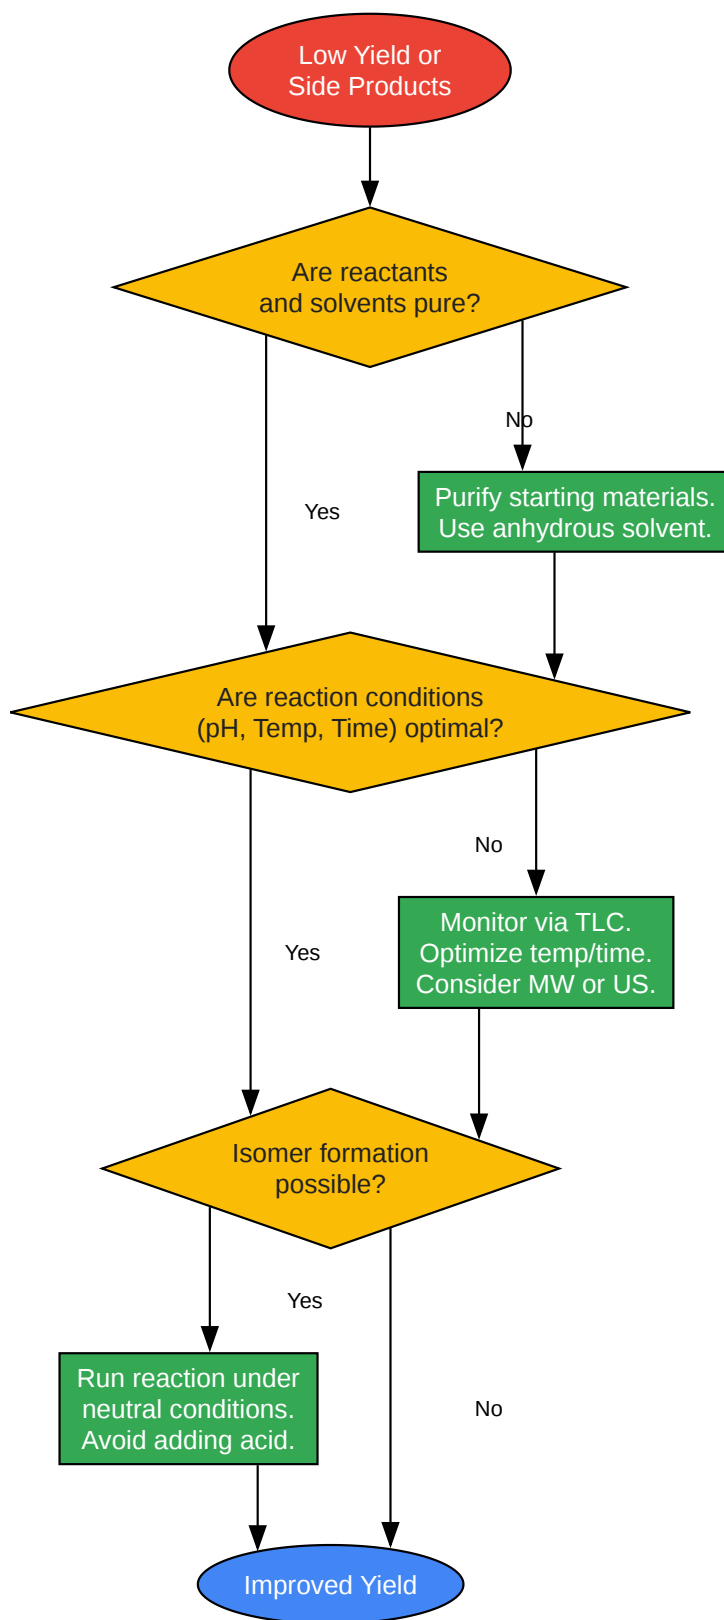 Low Yield or
Side Products
Are reactants
and solvents pure?
No
Purify starting materials.
Use anhydrous solvent.
Yes
Are reaction conditions
(pH, Temp, Time) optimal?
No
Monitor via TLC.
Optimize temp/time.
Consider MW or US.
Yes
Isomer formation
possible?
Yes
Run reaction under
neutral conditions.
Avoid adding acid.
No
Improved Yield